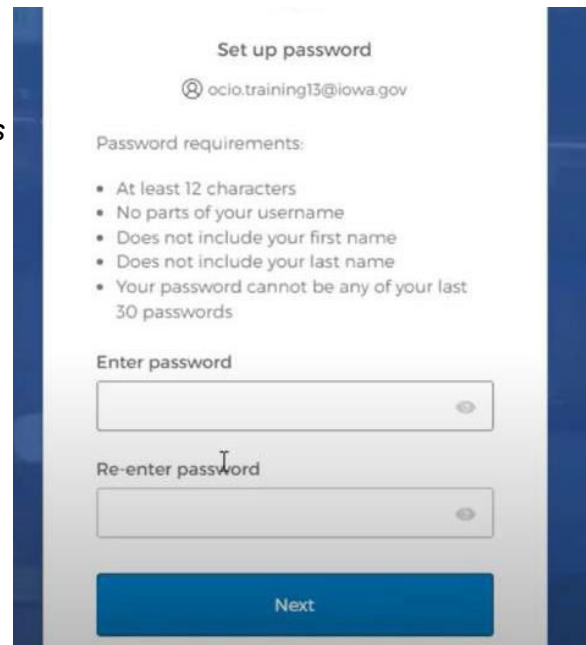 Set up password
ocio.training13@iowa.gov
s
Password requirements:
• At least 12 characters
• No parts of your username
• Does not include your first name
• Does not include your last name
• Your password cannot be any of your last
30 passwords
Enter password
Re-enter password
Next